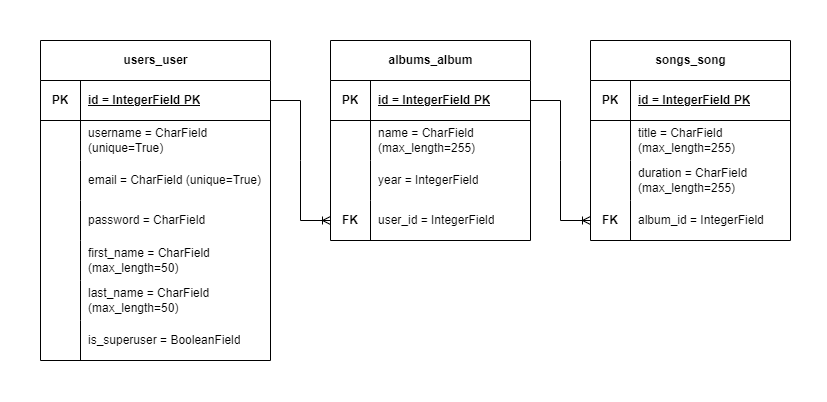 users_user
PK
id = IntegerField PK
username = CharField
(unique=True)
email = CharField (unique=True)
password = CharField
first_name = CharField
(max_length=50)
last_name = CharField
(max_length=50)
is_superuser = BooleanField
albums_album
PK
id = IntegerField PK
name = CharField
(max_length=255)
year = IntegerField
FK
user_id = IntegerField
songs_song
PK
id = IntegerField PK
title = CharField
(max_length=255)
duration = CharField
(max_length=255)
FK
album_id = IntegerField